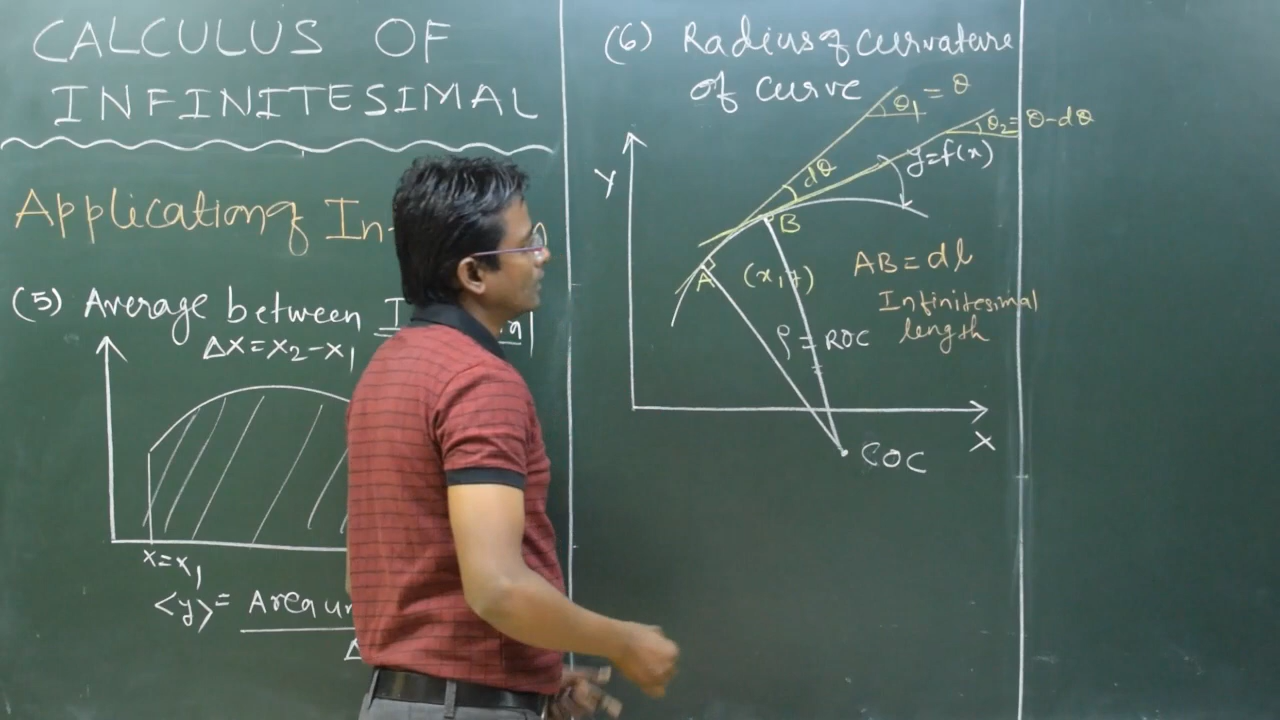 CALCULUS OF
INFINITESIMAL
Application of In
(5) Average between
Δx = x₂ - x₁
x = x₁
<y> =
Area un
Δ
(6) Radius of curvature
of curve
θ₁ = θ
θ₂ = θ - dθ
dθ
y = f(x)
Y
B
A
(x, y)
AB = dl
Infinitesimal
length
ρ = ROC
X
COC